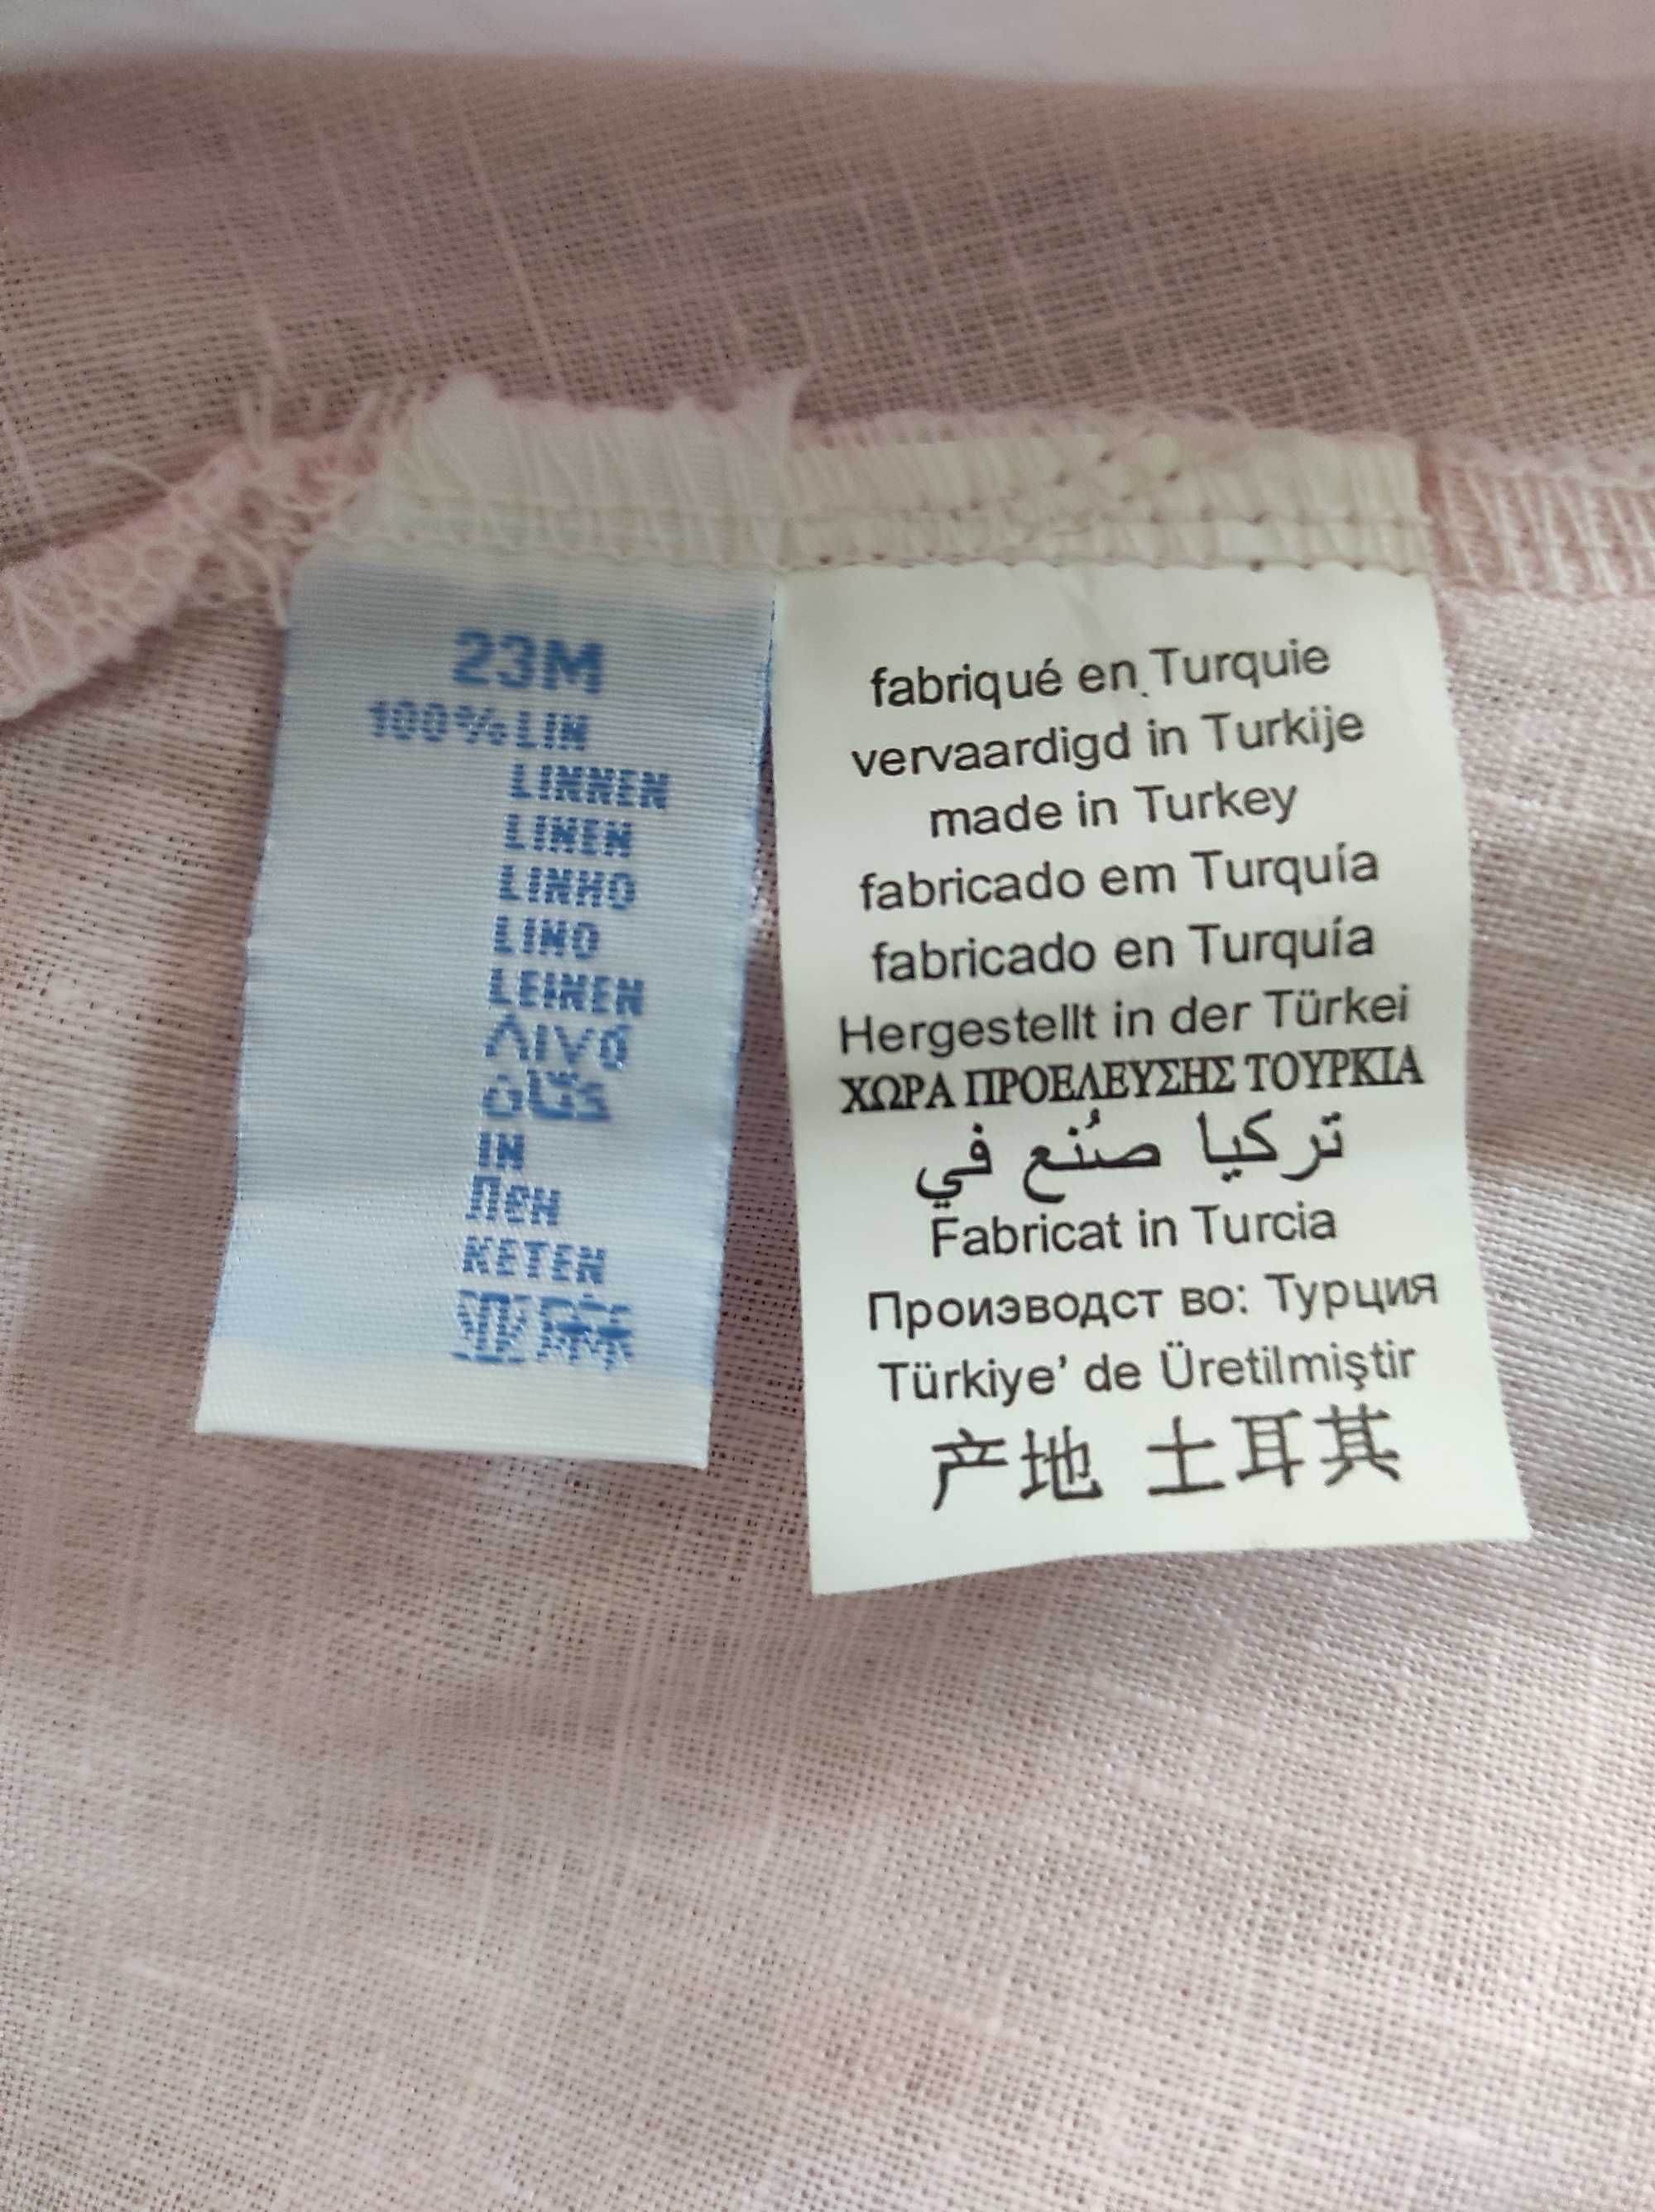 23M
100% LIN
LINNEN
LINEN
LINHO
LINO
LEINEN
Λινό
كتان
IN
Лен
KETEN
亚麻
fabriqué en Turquie
vervaardigd in Turkije
made in Turkey
fabricado em Turquía
fabricado en Turquía
Hergestellt in der Türkei
ΧΩΡΑ ΠΡΟΕΛΕΥΣΗΣ ΤΟΥΡΚΙΑ
تركيا صُنع في
Fabricat in Turcia
Производст во: Турция
Türkiye’ de Üretilmiştir
产地 土耳其